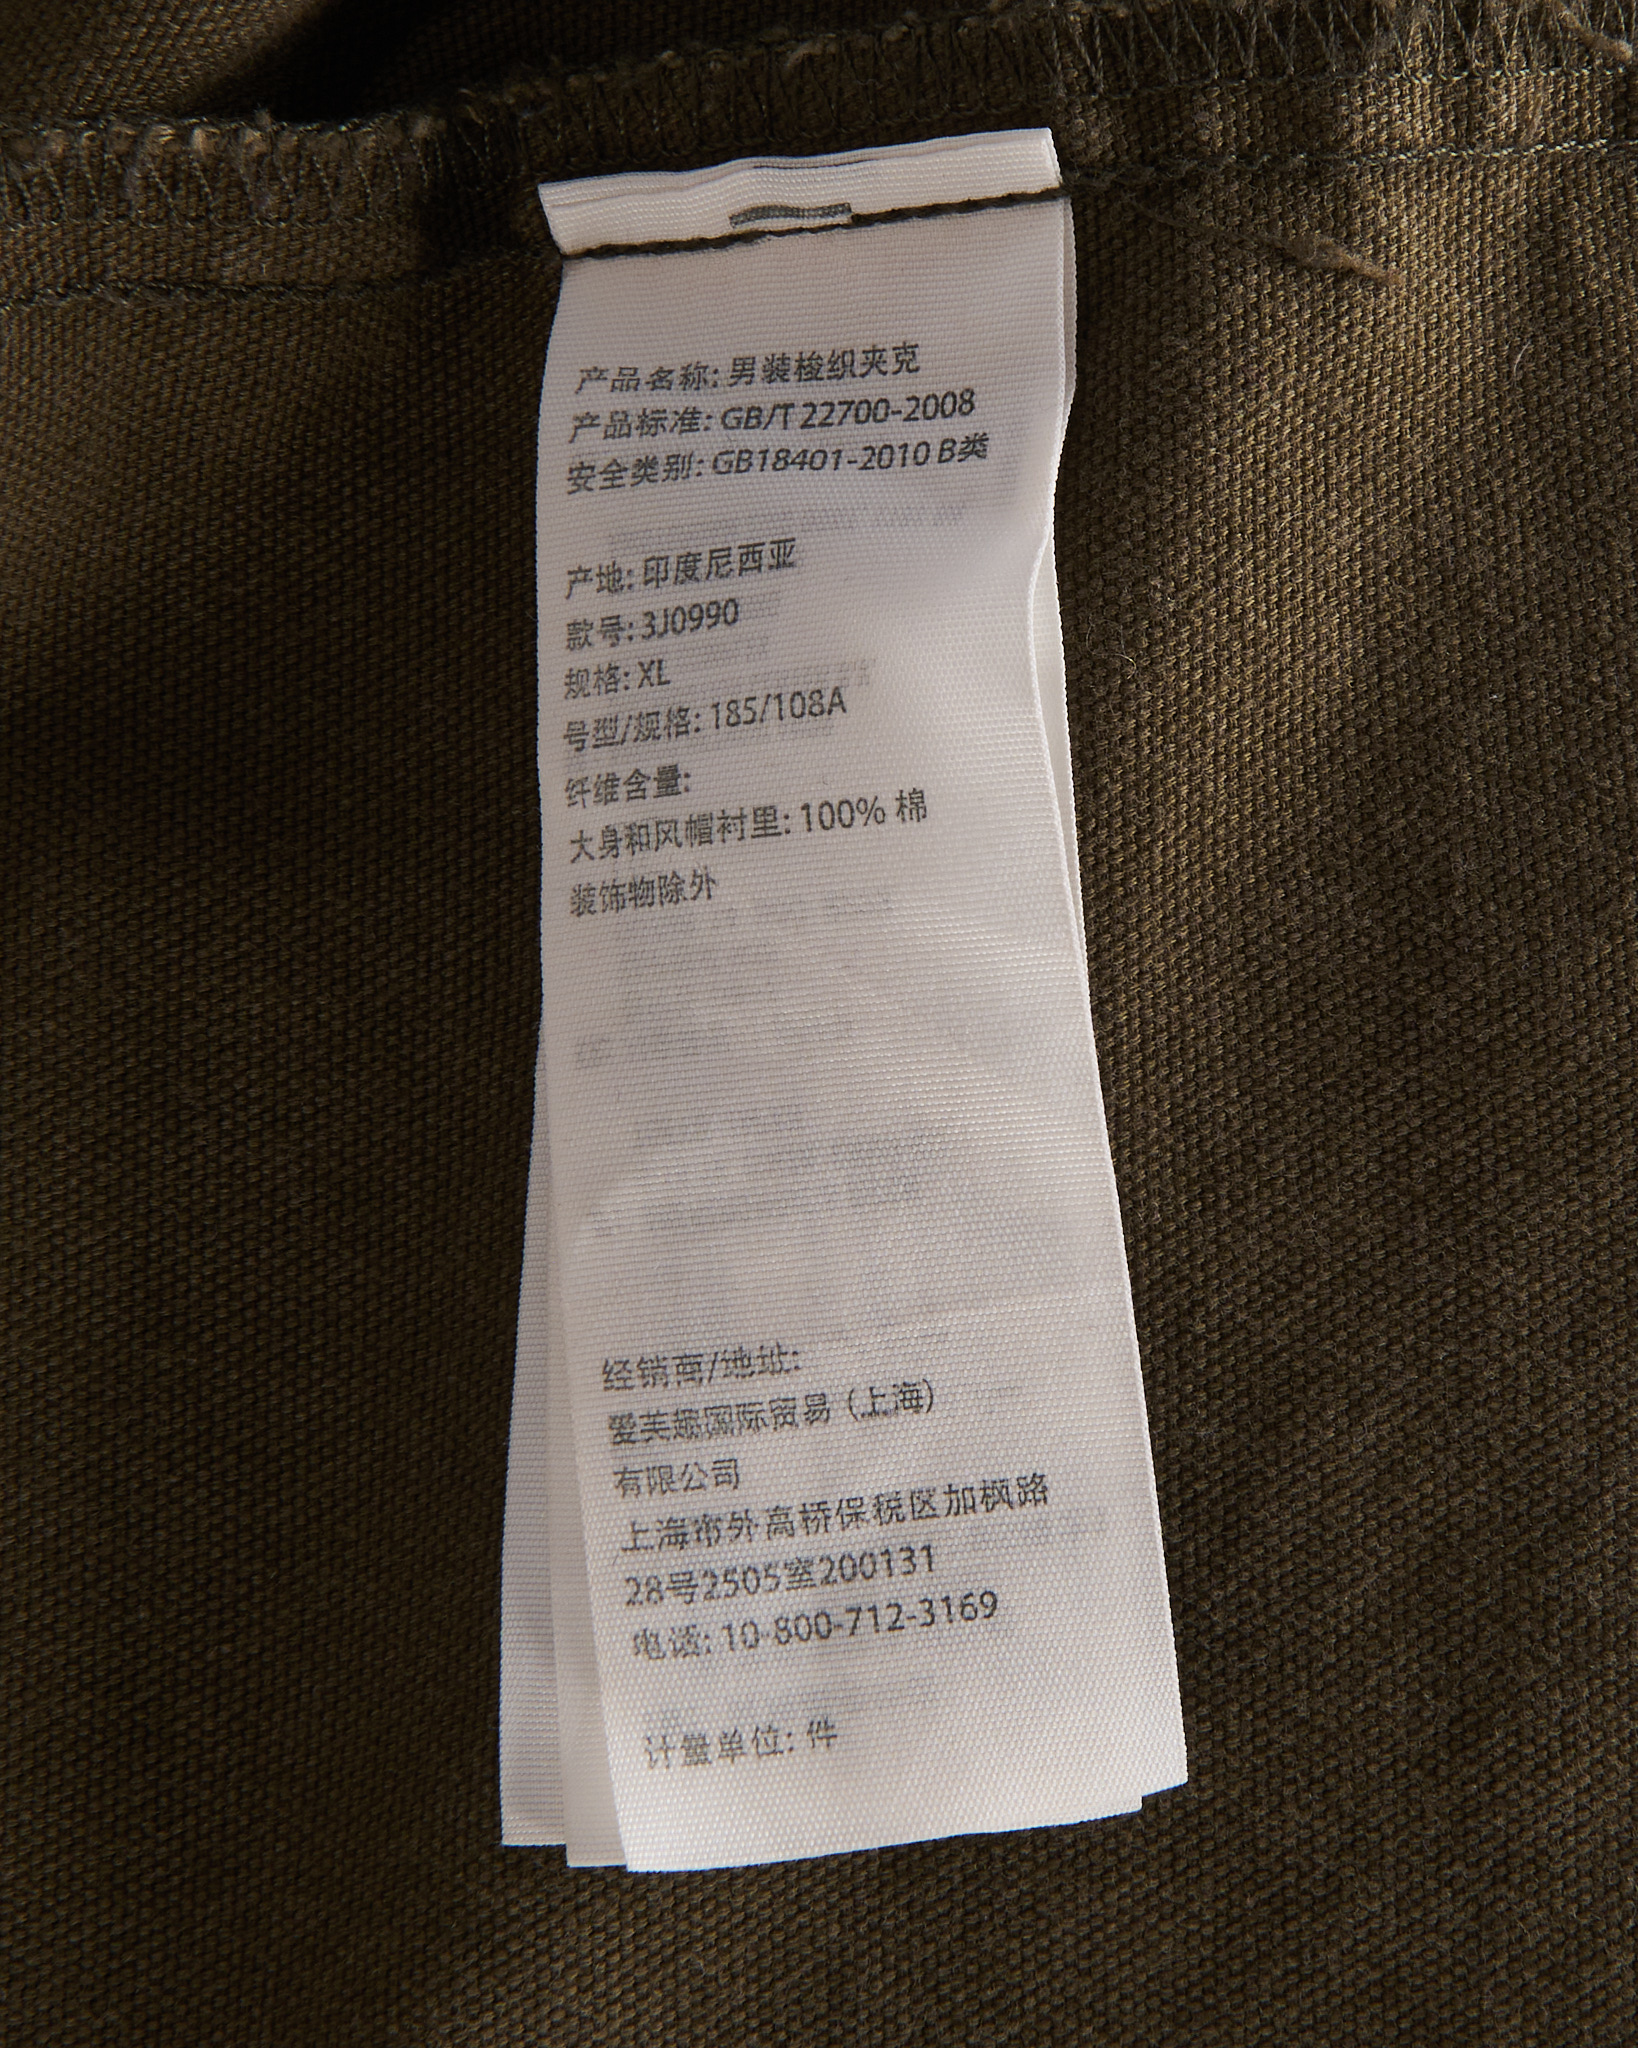 产品名称: 男装梭织夹克
产品标准: GB/T 22700-2008
安全类别: GB18401-2010 B类
产地: 印度尼西亚
款号: 3J0990
规格: XL
号型/规格: 185/108A
纤维含量:
大身和风帽衬里: 100% 棉
装饰物除外
经销商/地址:
爱芙趣国际贸易（上海）
有限公司
上海市外高桥保税区加枫路
28号2505室200131
电话: 10-800-712-3169
计量单位: 件